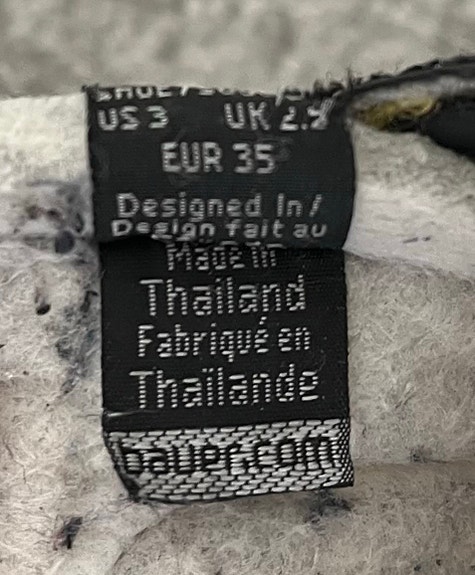 US 3 UK 2.5
EUR 35
Designed In/
Design fait au
Made in
Thailand
Fabriqué en
Thaïlande
bauer.com